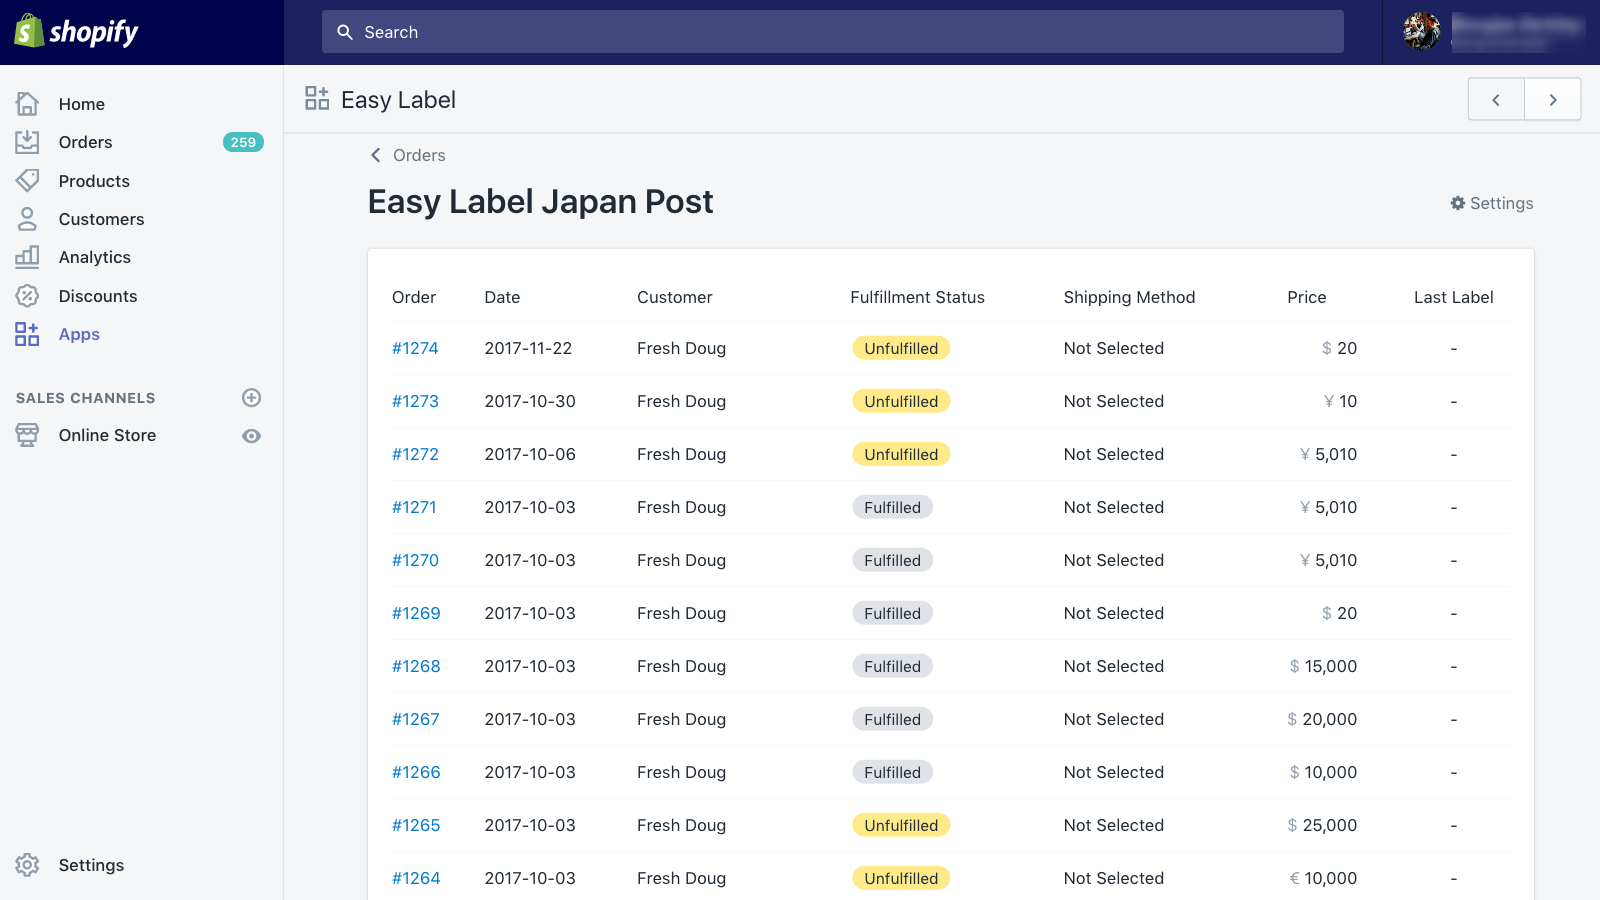 shopify
Search
Home
Orders 259
Products
Customers
Analytics
Discounts
Apps
SALES CHANNELS
Online Store
Settings
Easy Label
Orders
Easy Label Japan Post
Settings
Order Date Customer Fulfillment Status Shipping Method Price Last Label
#1274 2017-11-22 Fresh Doug Unfulfilled Not Selected $ 20 -
#1273 2017-10-30 Fresh Doug Unfulfilled Not Selected ¥ 10 -
#1272 2017-10-06 Fresh Doug Unfulfilled Not Selected ¥ 5,010 -
#1271 2017-10-03 Fresh Doug Fulfilled Not Selected ¥ 5,010 -
#1270 2017-10-03 Fresh Doug Fulfilled Not Selected ¥ 5,010 -
#1269 2017-10-03 Fresh Doug Fulfilled Not Selected $ 20 -
#1268 2017-10-03 Fresh Doug Fulfilled Not Selected $ 15,000 -
#1267 2017-10-03 Fresh Doug Fulfilled Not Selected $ 20,000 -
#1266 2017-10-03 Fresh Doug Fulfilled Not Selected $ 10,000 -
#1265 2017-10-03 Fresh Doug Unfulfilled Not Selected $ 25,000 -
#1264 2017-10-03 Fresh Doug Unfulfilled Not Selected € 10,000 -